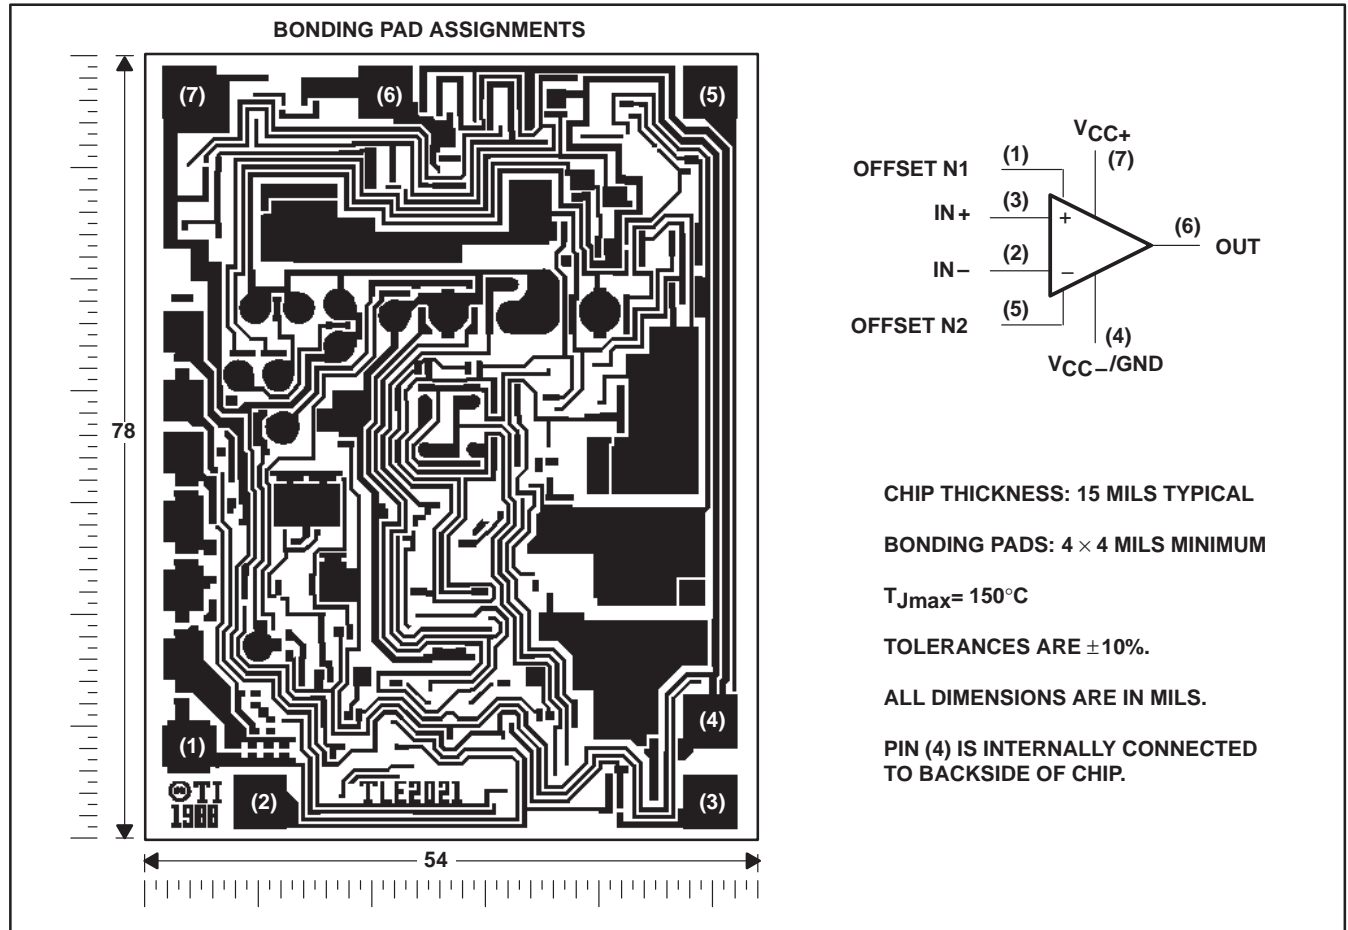 BONDING PAD ASSIGNMENTS
(7)
(6)
(5)
78
(4)
(1)
(2)
(3)
©TI
1988
TLE2021
54
VCC+
(7)
OFFSET N1 (1)
IN+ (3)
+
(6)
OUT
IN− (2)
−
OFFSET N2 (5)
(4)
VCC−/GND
CHIP THICKNESS: 15 MILS TYPICAL
BONDING PADS: 4 × 4 MILS MINIMUM
TJmax= 150°C
TOLERANCES ARE ±10%.
ALL DIMENSIONS ARE IN MILS.
PIN (4) IS INTERNALLY CONNECTED
TO BACKSIDE OF CHIP.